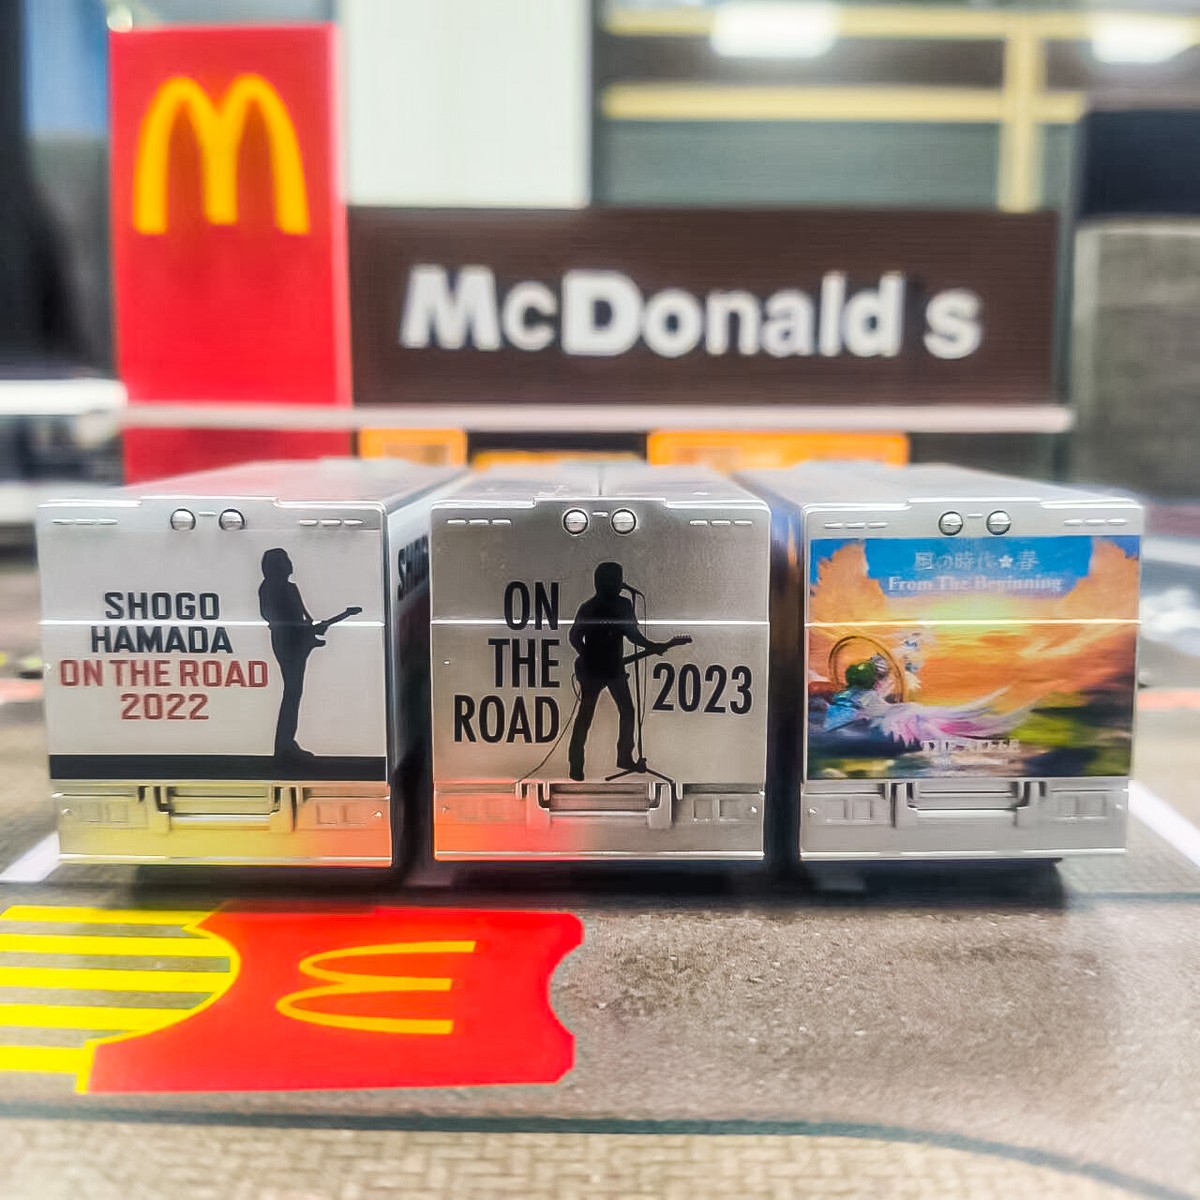 McDonald's
SHOGO
HAMADA
ON THE ROAD
2022
ON
THE
ROAD
2023
風の時代★春
From The Beginning